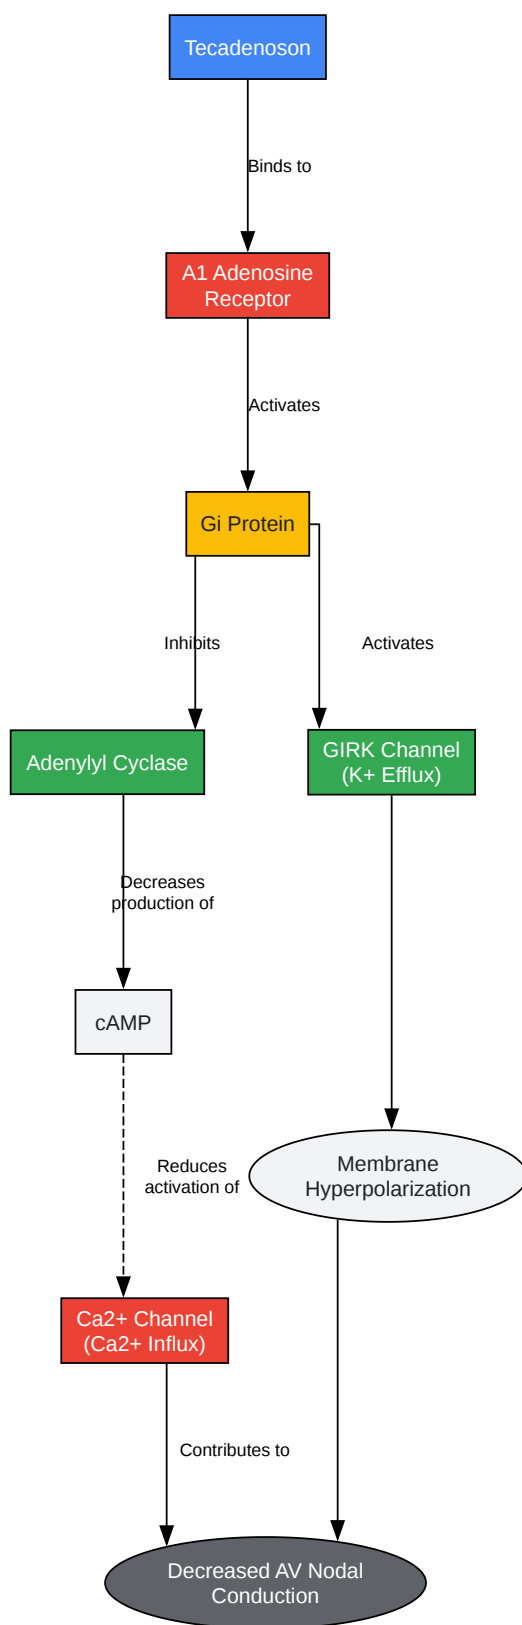 Tecadenoson
Binds to
A1 Adenosine
Receptor
Activates
Gi Protein
Inhibits
Activates
Adenylyl Cyclase
GIRK Channel
(K+ Efflux)
Decreases
production of
cAMP
Reduces
activation of
Membrane
Hyperpolarization
Ca2+ Channel
(Ca2+ Influx)
Contributes to
Decreased AV Nodal
Conduction